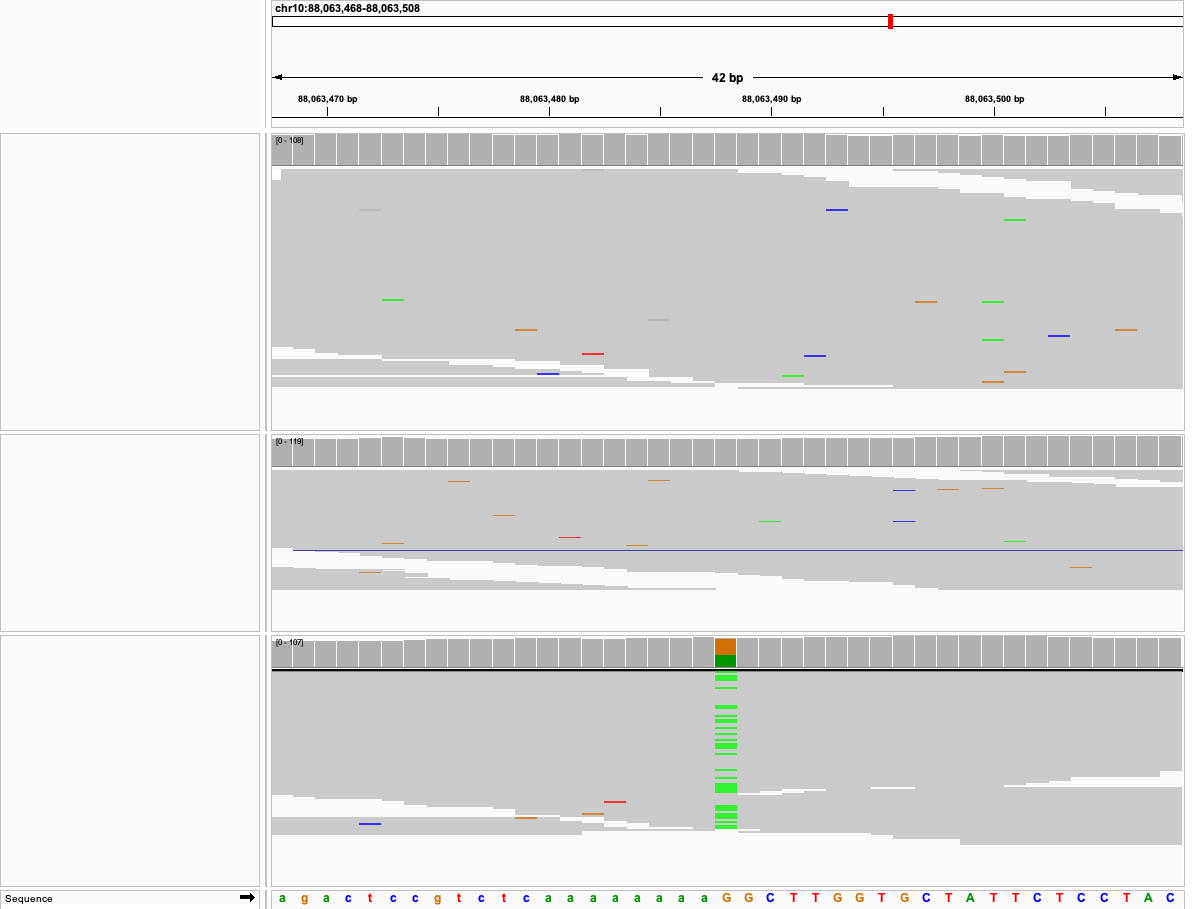 chr10:88,063,468-88,063,508
42 bp
88,063,470 bp 88,063,480 bp 88,063,490 bp 88,063,500 bp
[0 - 108]
[0 - 119]
[0 - 107]
Sequence a g a c t c c g t c t c a a a a a a a a G G C T T G G T G C T A T T C T C C T A C